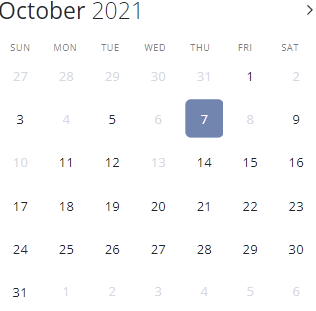 October 2021 >
SUN MON TUE WED THU FRI SAT
27 28 29 30 31 1 2
3 4 5 6 7 8 9
10 11 12 13 14 15 16
17 18 19 20 21 22 23
24 25 26 27 28 29 30
31 1 2 3 4 5 6